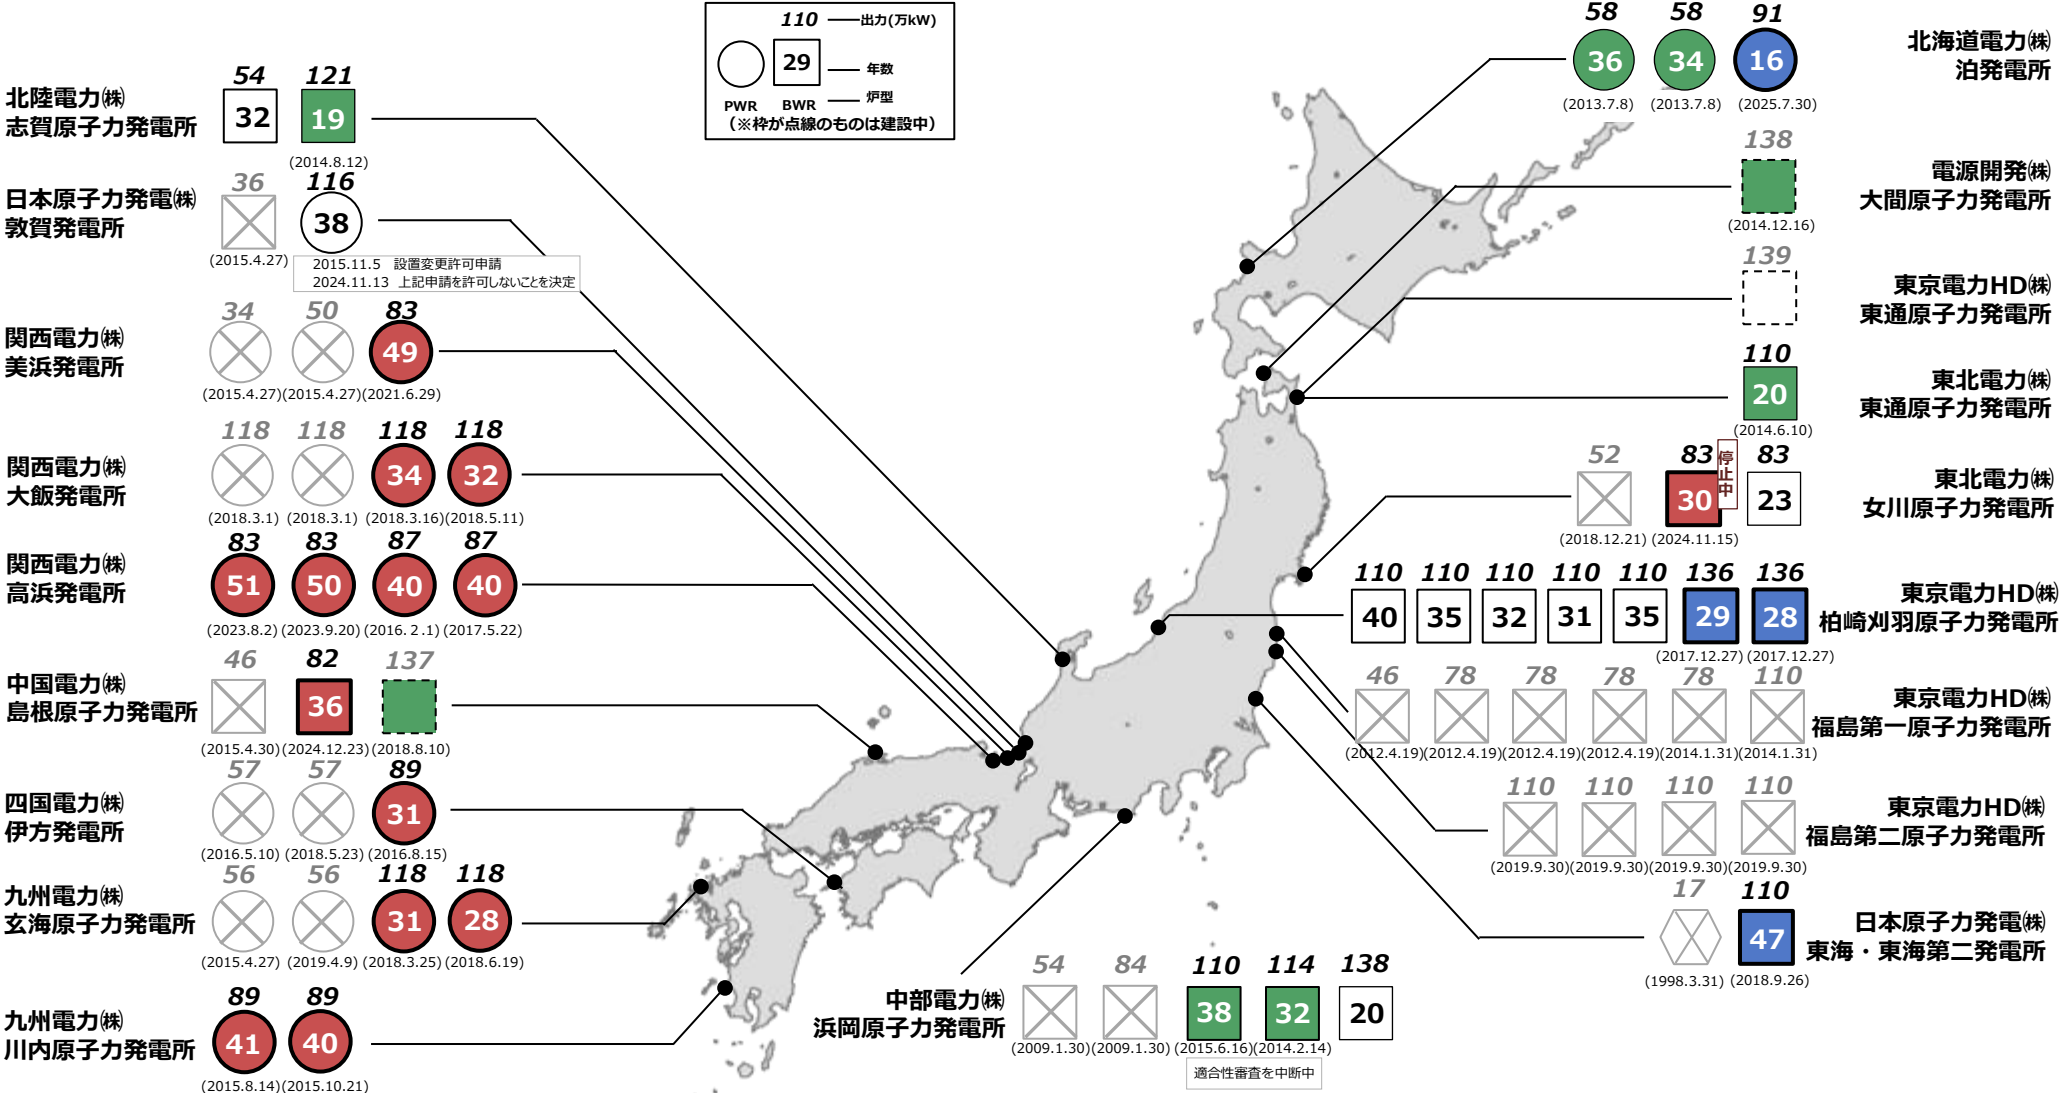 110 出力(万kW)
29 年数
PWR BWR 炉型
(※枠が点線のものは建設中)
54 121
北陸電力㈱
志賀原子力発電所
32 19
(2014.8.12)
36 116
日本原子力発電㈱
敦賀発電所
38
(2015.4.27)
2015.11.5 設置変更許可申請
2024.11.13 上記申請を許可しないことを決定
34 50 83
関西電力㈱
美浜発電所
49
(2015.4.27)(2015.4.27)(2021.6.29)
118 118 118 118
関西電力㈱
大飯発電所
34 32
(2018.3.1) (2018.3.1) (2018.3.16)(2018.5.11)
83 83 87 87
関西電力㈱
高浜発電所
51 50 40 40
(2023.8.2) (2023.9.20) (2016. 2 .1) (2017.5.22)
46 82 137
中国電力㈱
島根原子力発電所
36
(2015.4.30)(2024.12.23)(2018.8.10)
57 57 89
四国電力㈱
伊方発電所
31
(2016.5.10) (2018.5.23) (2016.8.15)
56 56 118 118
九州電力㈱
玄海原子力発電所
31 28
(2015.4.27) (2019.4.9) (2018.3.25) (2018.6.19)
89 89
九州電力㈱
川内原子力発電所
41 40
(2015.8.14)(2015.10.21)
58 58 91
北海道電力㈱
泊発電所
36 34 16
(2013.7.8) (2013.7.8) (2025.7.30)
138
電源開発㈱
大間原子力発電所
(2014.12.16)
139
東京電力HD㈱
東通原子力発電所
110
東北電力㈱
東通原子力発電所
20
(2014.6.10)
52 83 83
停止中
東北電力㈱
女川原子力発電所
30 23
(2018.12.21) (2024.11.15)
110 110 110 110 110 136 136
東京電力HD㈱
柏崎刈羽原子力発電所
40 35 32 31 35 29 28
(2017.12.27) (2017.12.27)
46 78 78 78 78 110
東京電力HD㈱
福島第一原子力発電所
(2012.4.19)(2012.4.19)(2012.4.19)(2012.4.19)(2014.1.31)(2014.1.31)
110 110 110 110
東京電力HD㈱
福島第二原子力発電所
(2019.9.30)(2019.9.30)(2019.9.30)(2019.9.30)
17 110
日本原子力発電㈱
東海・東海第二発電所
47
(1998.3.31) (2018.9.26)
54 84 110 114 138
中部電力㈱
浜岡原子力発電所
38 32 20
(2009.1.30)(2009.1.30) (2015.6.16)(2014.2.14)
適合性審査を中断中